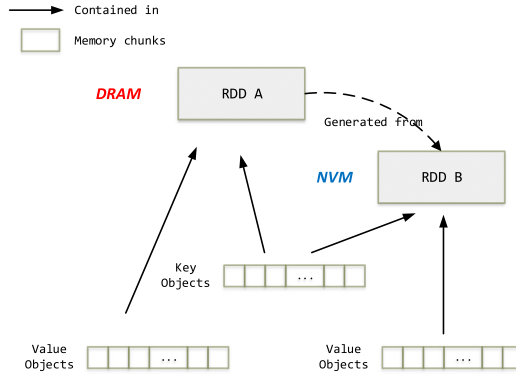 Contained in
Memory chunks
DRAM
RDD A
Generated from
NVM
RDD B
Key
Objects
...
Value
Objects
...
Value
Objects
...